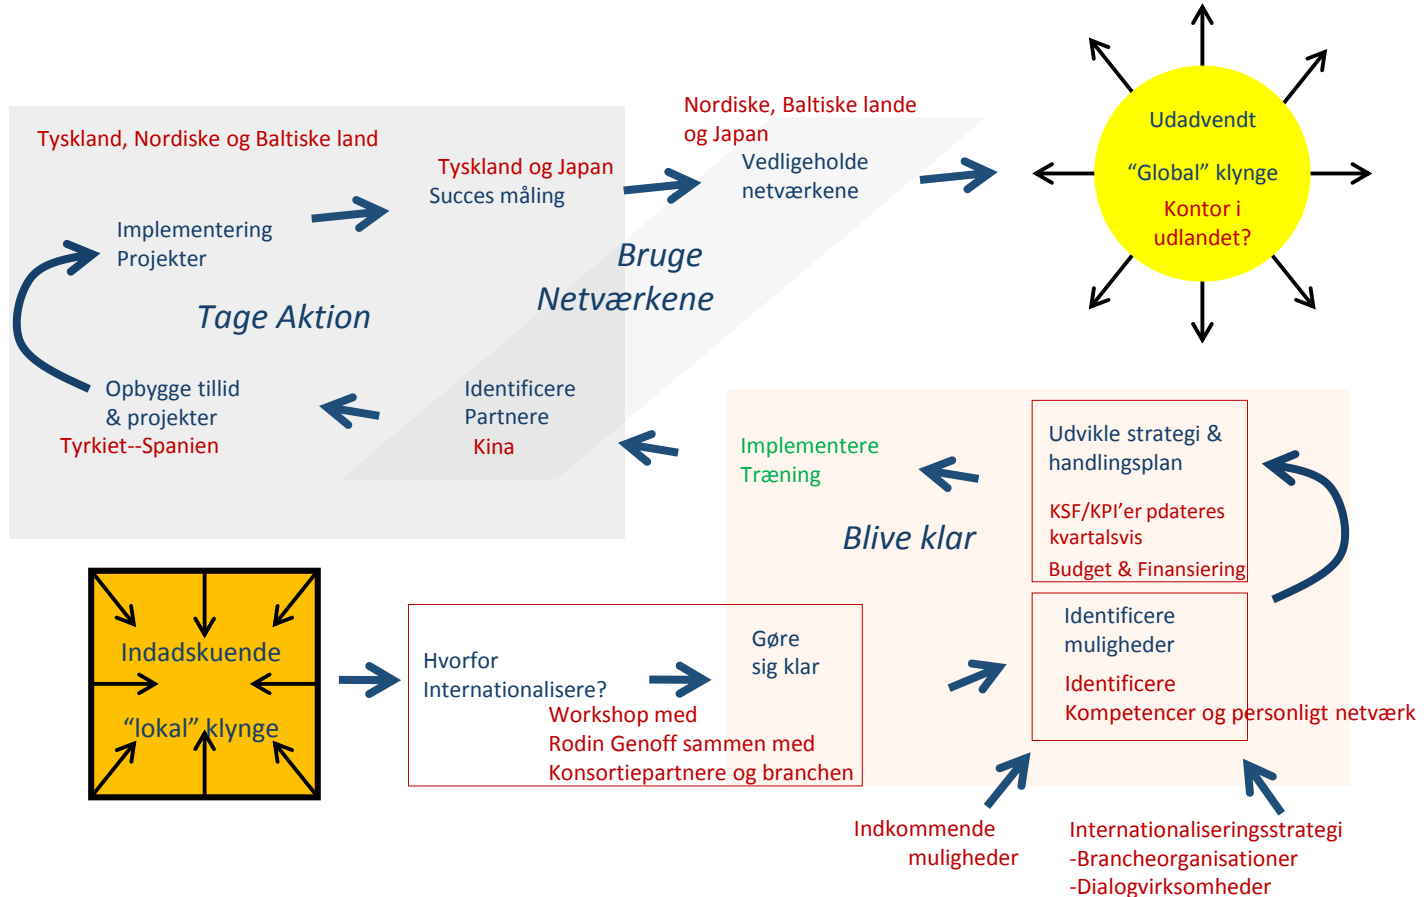 Nordiske, Baltiske lande
og Japan
Tyskland, Nordiske og Baltiske land
Tyskland og Japan
Succes måling
Vedligeholde
netværkene
Udadvendt
“Global” klynge
Kontor i
udlandet?
Implementering
Projekter
Bruge
Netværkene
Tage Aktion
Opbygge tillid
& projekter
Tyrkiet--Spanien
Identificere
Partnere
Kina
Implementere
Træning
Udvikle strategi &
handlingsplan
KSF/KPI’er pdateres
kvartalsvis
Budget & Finansiering
Blive klar
Indadskuende
“lokal” klynge
Hvorfor
Internationalisere?
Workshop med
Rodin Genoff sammen med
Konsortiepartnere og branchen
Gøre
sig klar
Identificere
muligheder
Identificere
Kompetencer og personligt netværk
Indkommende
muligheder
Internationaliseringsstrategi
-Brancheorganisationer
-Dialogvirksomheder